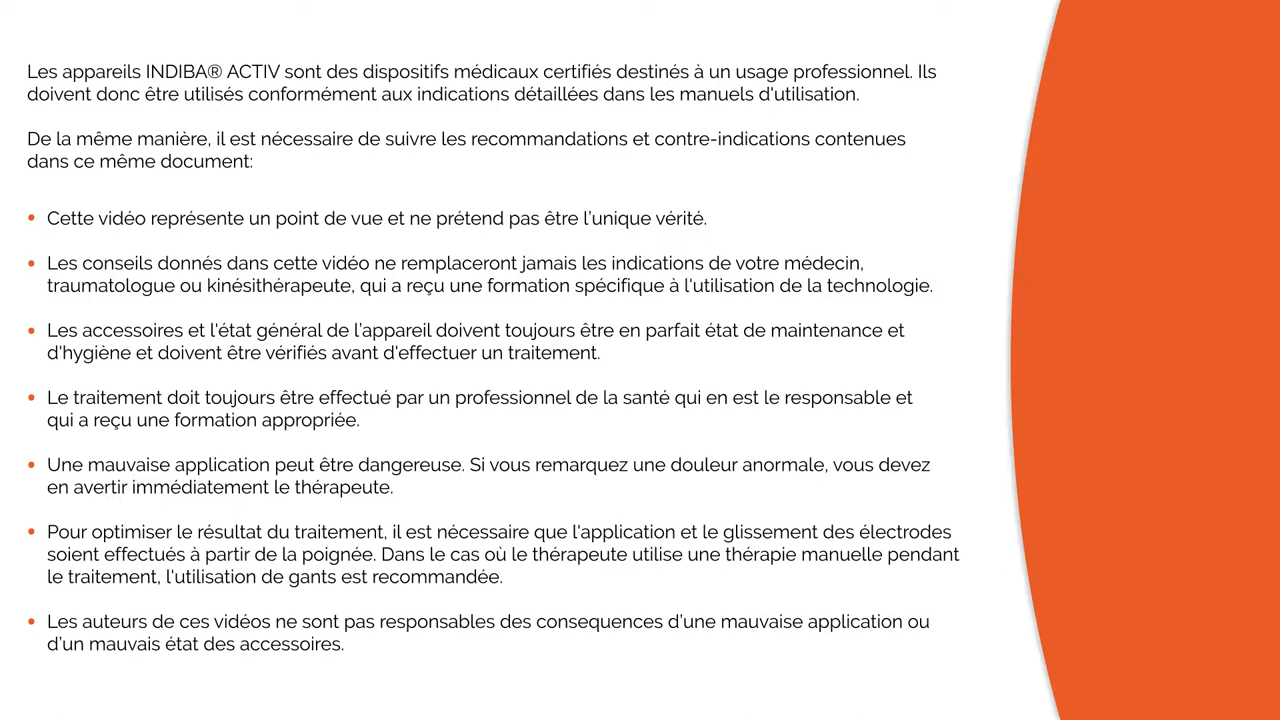 Les appareils INDIBA® ACTIV sont des dispositifs médicaux certifiés destinés à un usage professionnel. Ils
doivent donc être utilisés conformément aux indications détaillées dans les manuels d'utilisation.
De la même manière, il est nécessaire de suivre les recommandations et contre-indications contenues
dans ce même document:
• Cette vidéo représente un point de vue et ne prétend pas être l'unique vérité.
• Les conseils donnés dans cette vidéo ne remplaceront jamais les indications de votre médecin,
traumatologue ou kinésithérapeute, qui a reçu une formation spécifique à l'utilisation de la technologie.
• Les accessoires et l'état général de l'appareil doivent toujours être en parfait état de maintenance et
d'hygiène et doivent être vérifiés avant d'effectuer un traitement.
• Le traitement doit toujours être effectué par un professionnel de la santé qui en est le responsable et
qui a reçu une formation appropriée.
• Une mauvaise application peut être dangereuse. Si vous remarquez une douleur anormale, vous devez
en avertir immédiatement le thérapeute.
• Pour optimiser le résultat du traitement, il est nécessaire que l'application et le glissement des électrodes
soient effectués à partir de la poignée. Dans le cas où le thérapeute utilise une thérapie manuelle pendant
le traitement, l'utilisation de gants est recommandée.
• Les auteurs de ces vidéos ne sont pas responsables des consequences d'une mauvaise application ou
d'un mauvais état des accessoires.